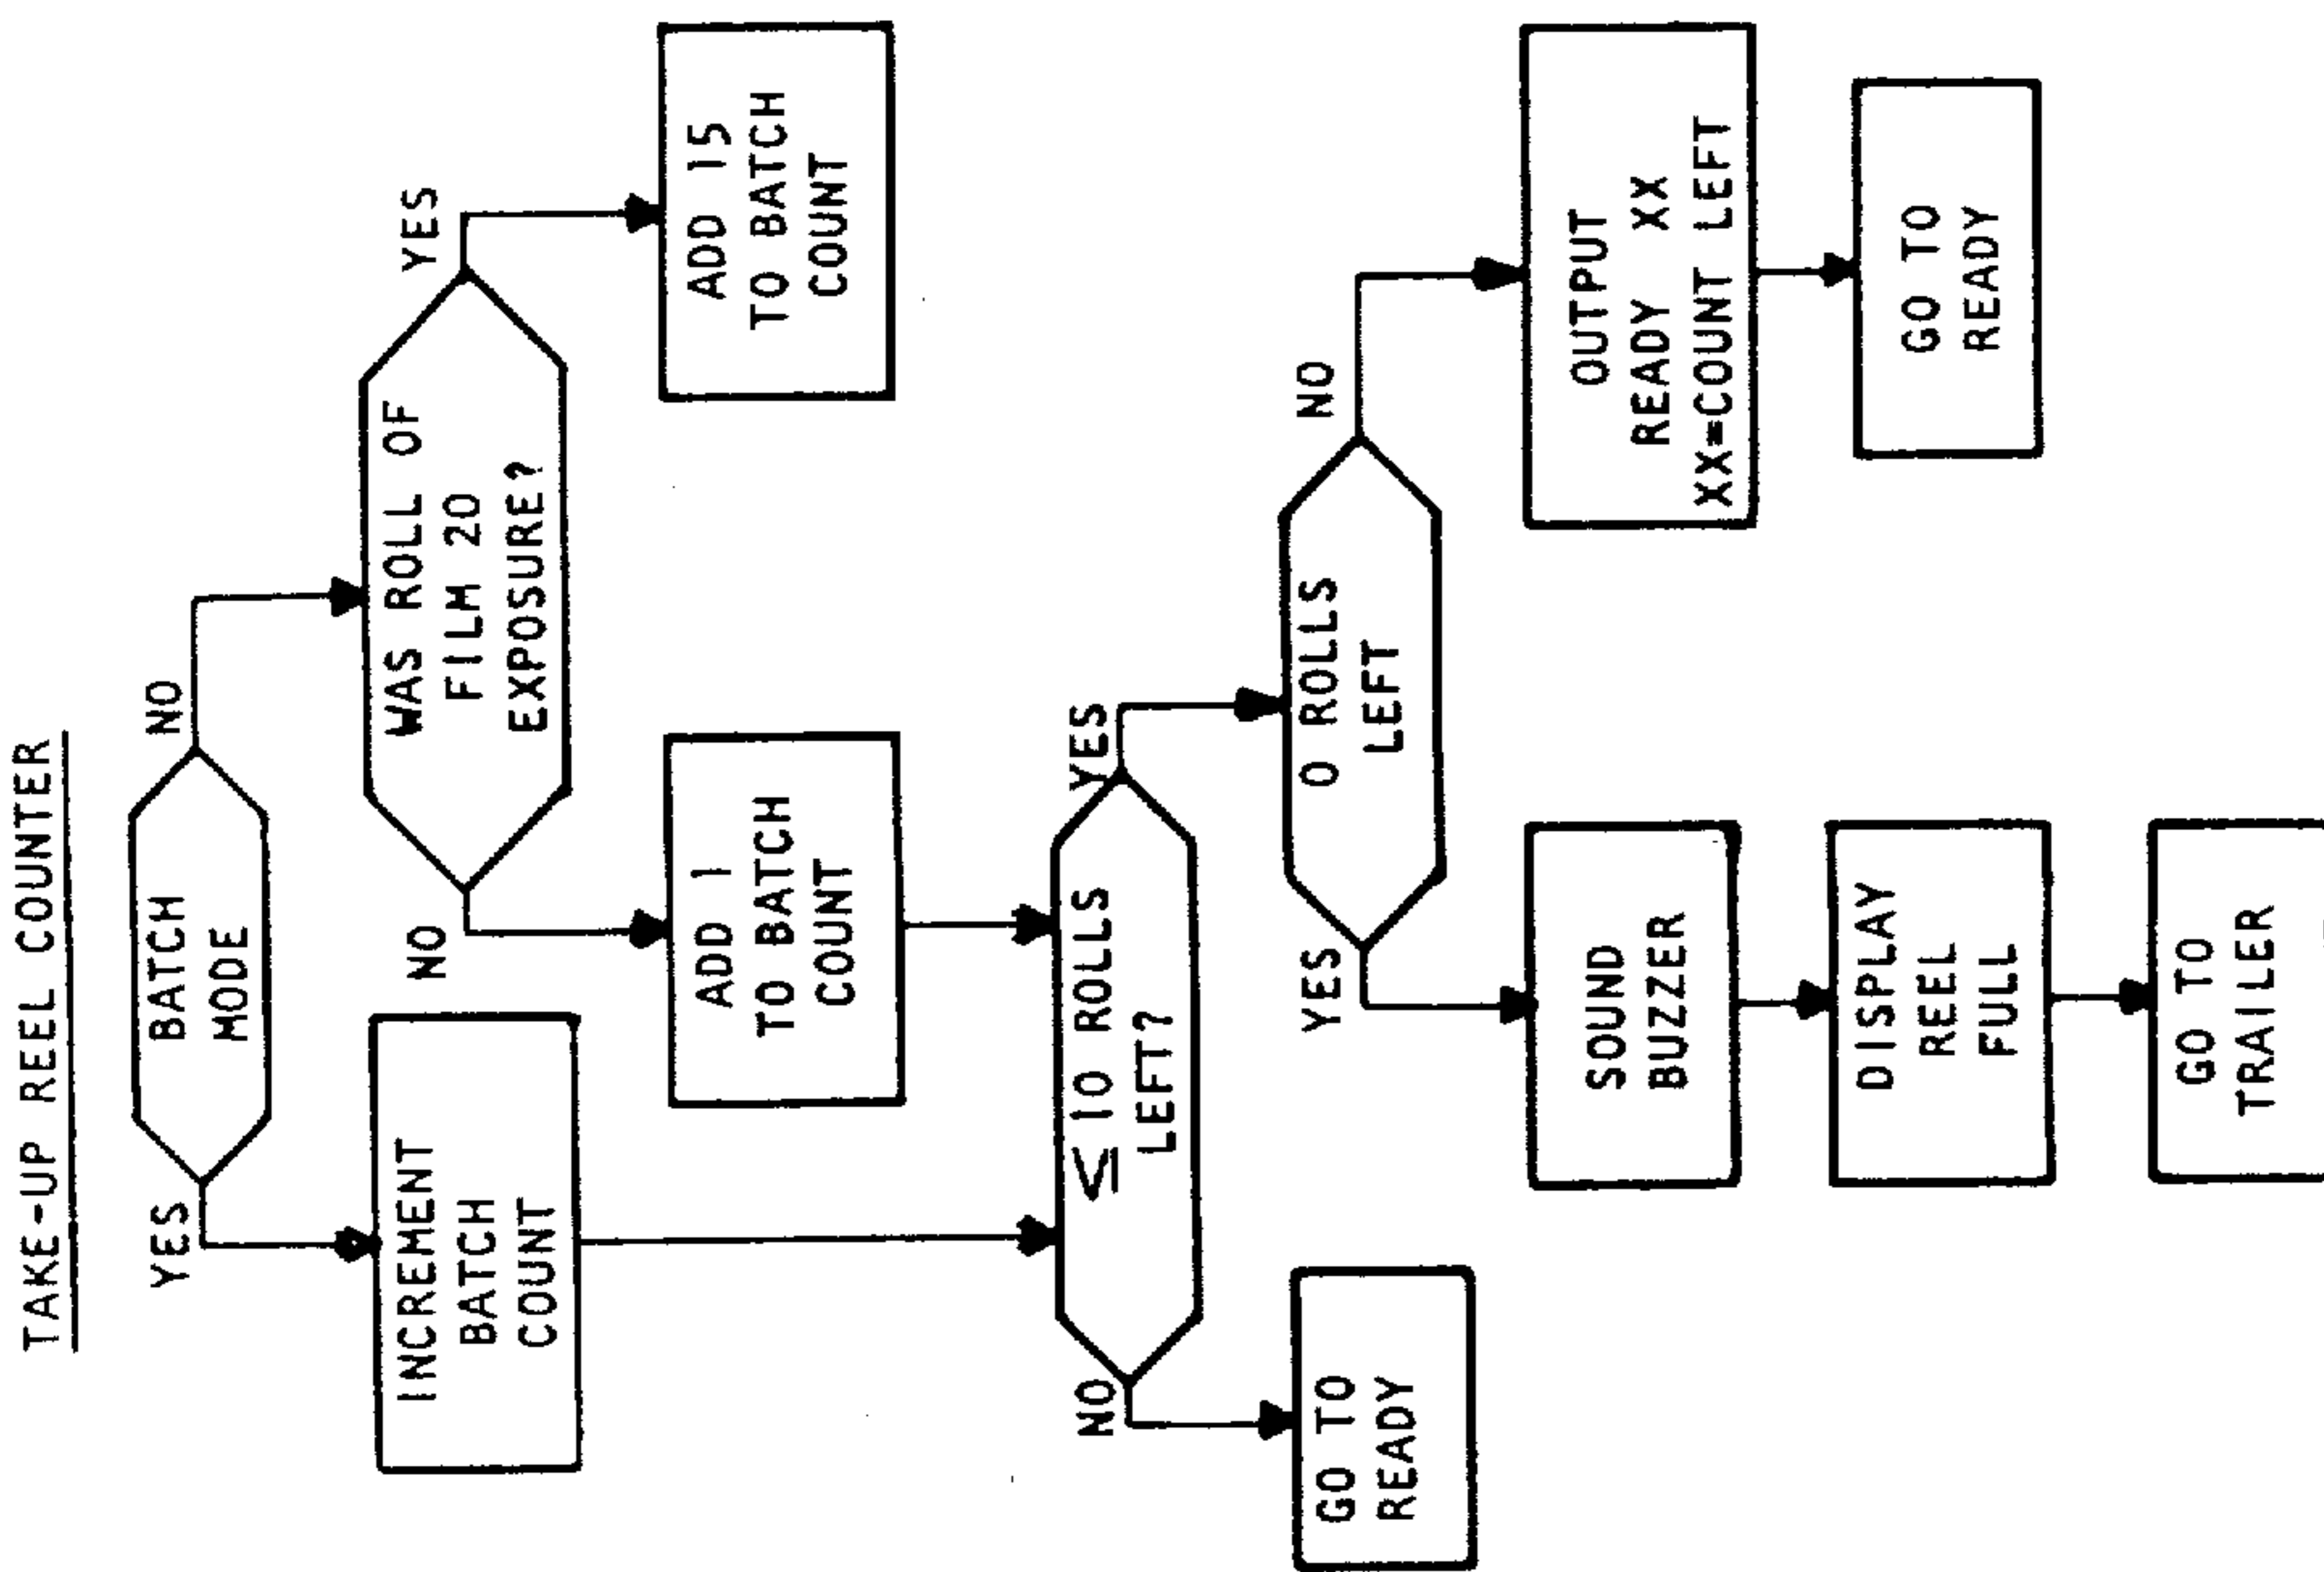 TAKE-UP REEL COUNTER
BATCH
MODE
YES
NO
INCREMENT
BATCH
COUNT
WAS ROLL OF
FILM 20
EXPOSURE?
NO
YES
ADD 1
TO BATCH
COUNT
ADD 15
TO BATCH
COUNT
≤ 10 ROLLS
LEFT?
NO
YES
GO TO
READY
0 ROLLS
LEFT
YES
NO
SOUND
BUZZER
DISPLAY
REEL
FULL
GO TO
TRAILER
OUTPUT
READY XX
XX=COUNT LEFT
GO TO
READY